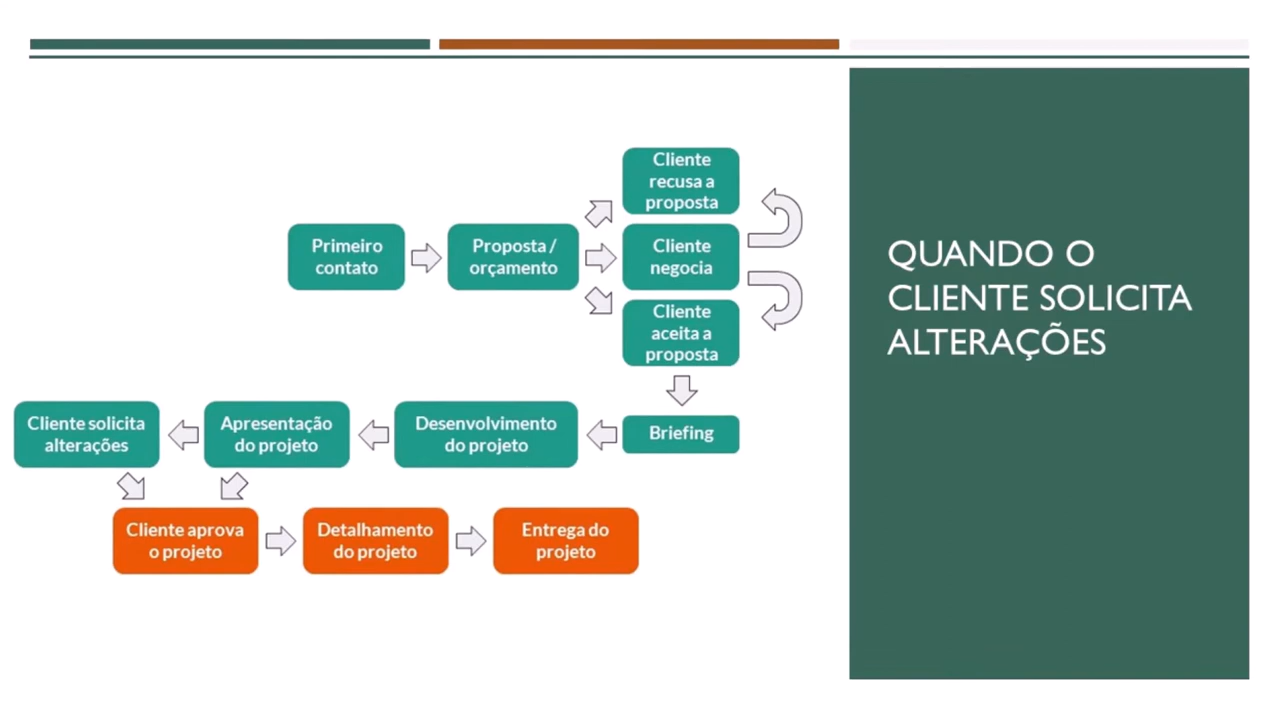 Cliente
recusa a
proposta
Primeiro
contato
Proposta /
orçamento
Cliente
negocia
Cliente
aceita a
proposta
Cliente solicita
alterações
Apresentação
do projeto
Desenvolvimento
do projeto
Briefing
Cliente aprova
o projeto
Detalhamento
do projeto
Entrega do
projeto
QUANDO O
CLIENTE SOLICITA
ALTERAÇÕES